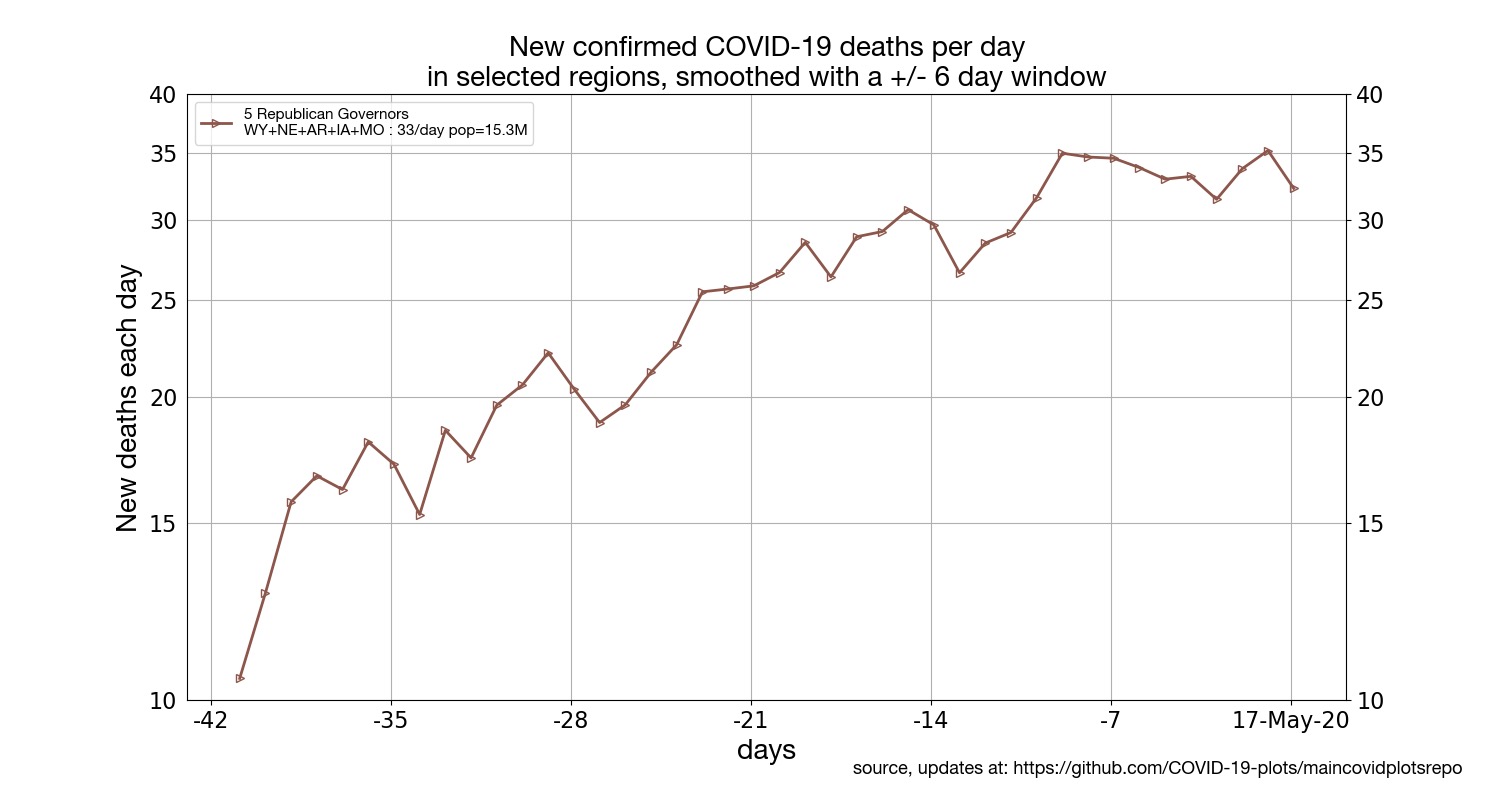 New confirmed COVID-19 deaths per day
in selected regions, smoothed with a +/- 6 day window
5 Republican Governors
WY+NE+AR+IA+MO : 33/day pop=15.3M
New deaths each day
40
35
30
25
20
15
10
40
35
30
25
20
15
10
-42
-35
-28
-21
-14
-7
17-May-20
days
source, updates at: https://github.com/COVID-19-plots/maincovidplotsrepo